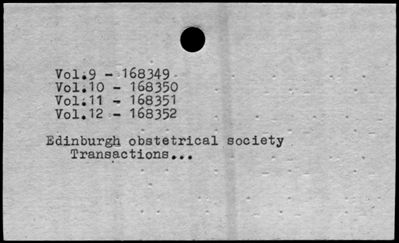 Vol.9 - 168349
Vol.10 - 168350
Vol.11 - 168351
Vol.12 - 168352
Edinburgh obstetrical society
Transactions...